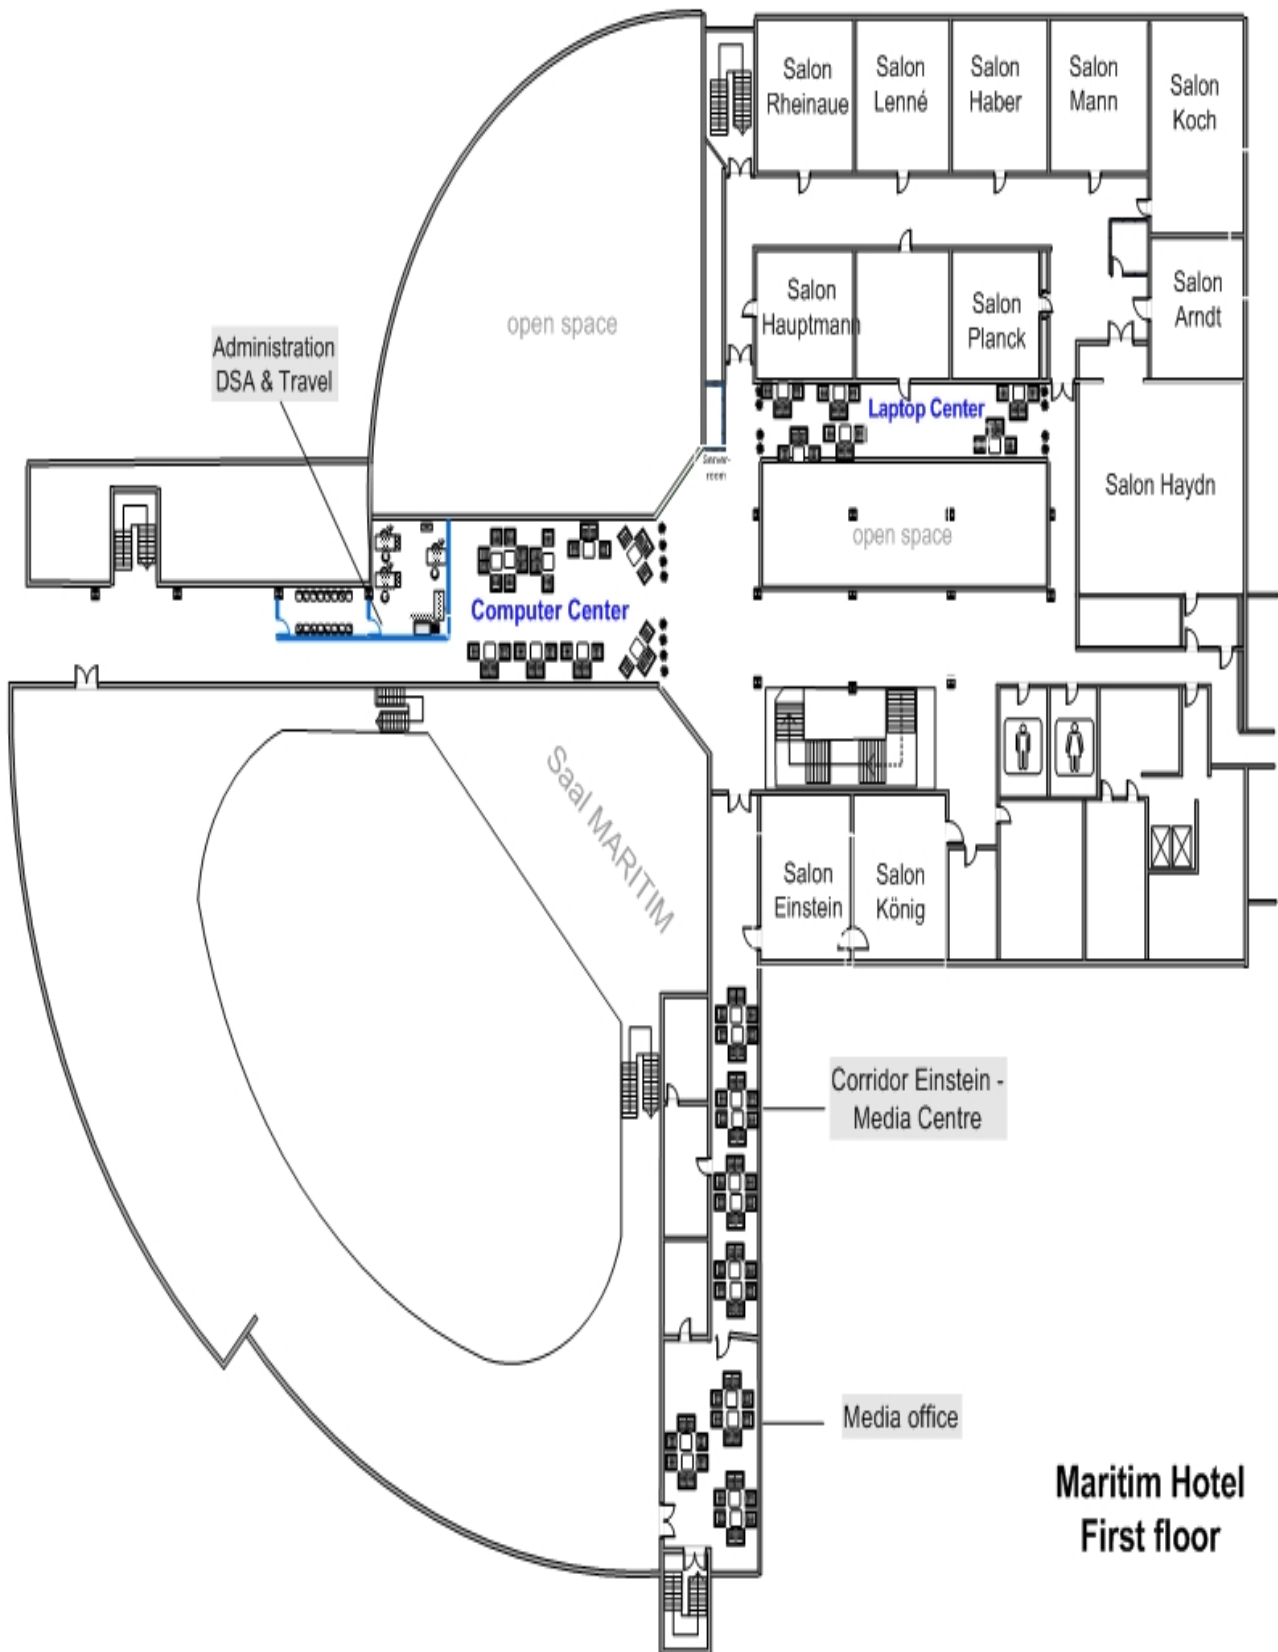 Salon
Rheinaue
Salon
Lenné
Salon
Haber
Salon
Mann
Salon
Koch
open space
Administration
DSA & Travel
Salon
Hauptmann
Salon
Planck
Salon
Arndt
Laptop Center
Server-
room
Salon Haydn
open space
Computer Center
Saal MARITIM
Salon
Einstein
Salon
König
Corridor Einstein -
Media Centre
Media office
Maritim Hotel
First floor